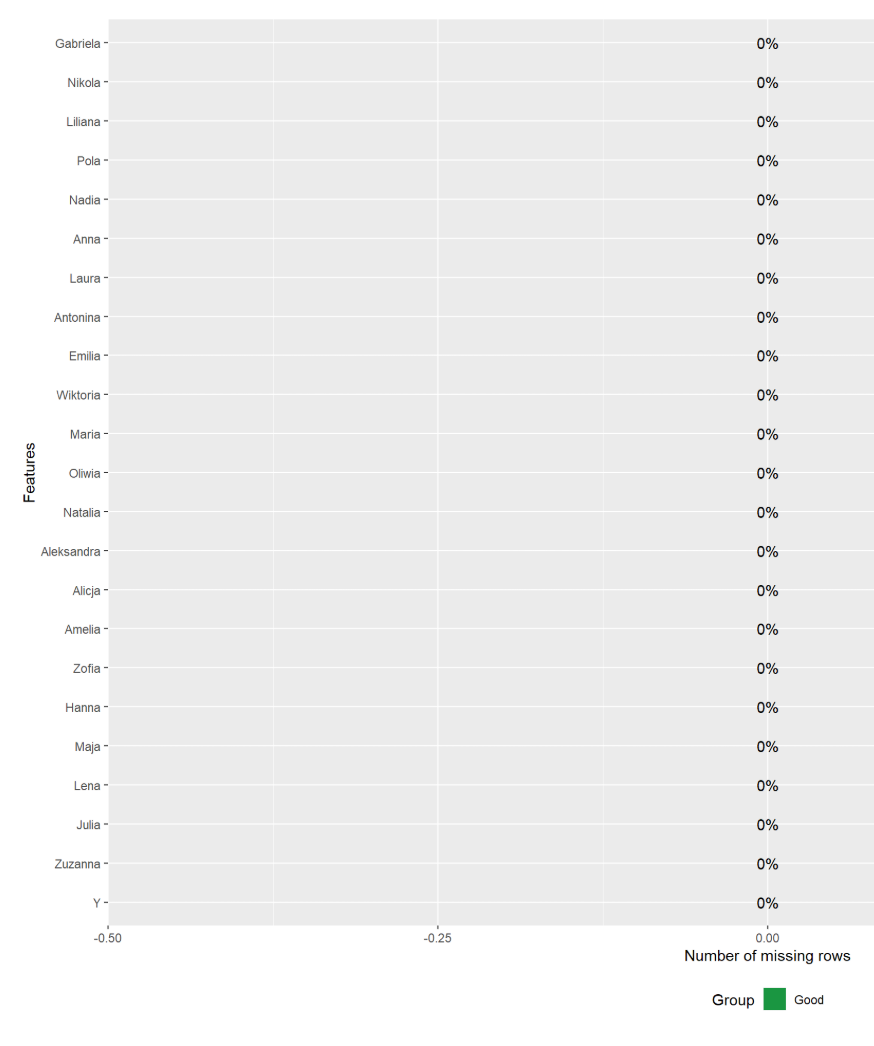 Gabriela 0%
Nikola 0%
Liliana 0%
Pola 0%
Nadia 0%
Anna 0%
Laura 0%
Antonina 0%
Emilia 0%
Wiktoria 0%
Maria 0%
Oliwia 0%
Natalia 0%
Aleksandra 0%
Alicja 0%
Amelia 0%
Zofia 0%
Hanna 0%
Maja 0%
Lena 0%
Julia 0%
Zuzanna 0%
Y 0%
Features
-0.50 -0.25 0.00
Number of missing rows
Group Good